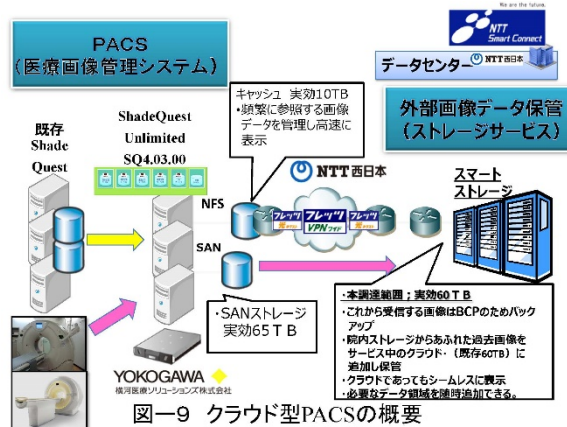 We are the future.
NTT
Smart Connect
データセンター
NTT西日本
PACS
(医療画像管理システム)
外部画像データ保管
(ストレージサービス)
キャッシュ 実効10TB
・頻繁に参照する画像
データを管理し高速に
表示
既存
Shade
Quest
ShadeQuest
Unlimited
SQ4.03.00
NFS
SAN
NTT西日本
フレッツ
フレッツ
VPNワイド
フレッツ
スマート
ストレージ
・SANストレージ
実効65TB
・本調達範囲;実効60TB
・これから受信する画像はBCPのためバック
アップ
・院内ストレージからあふれた過去画像を
サービス中のクラウド・(既存60TB)に
追加し保管
・クラウドであってもシームレスに表示
・必要なデータ領域を随時追加できる。
YOKOGAWA
横河医療ソリューションズ株式会社
図－9 クラウド型PACSの概要